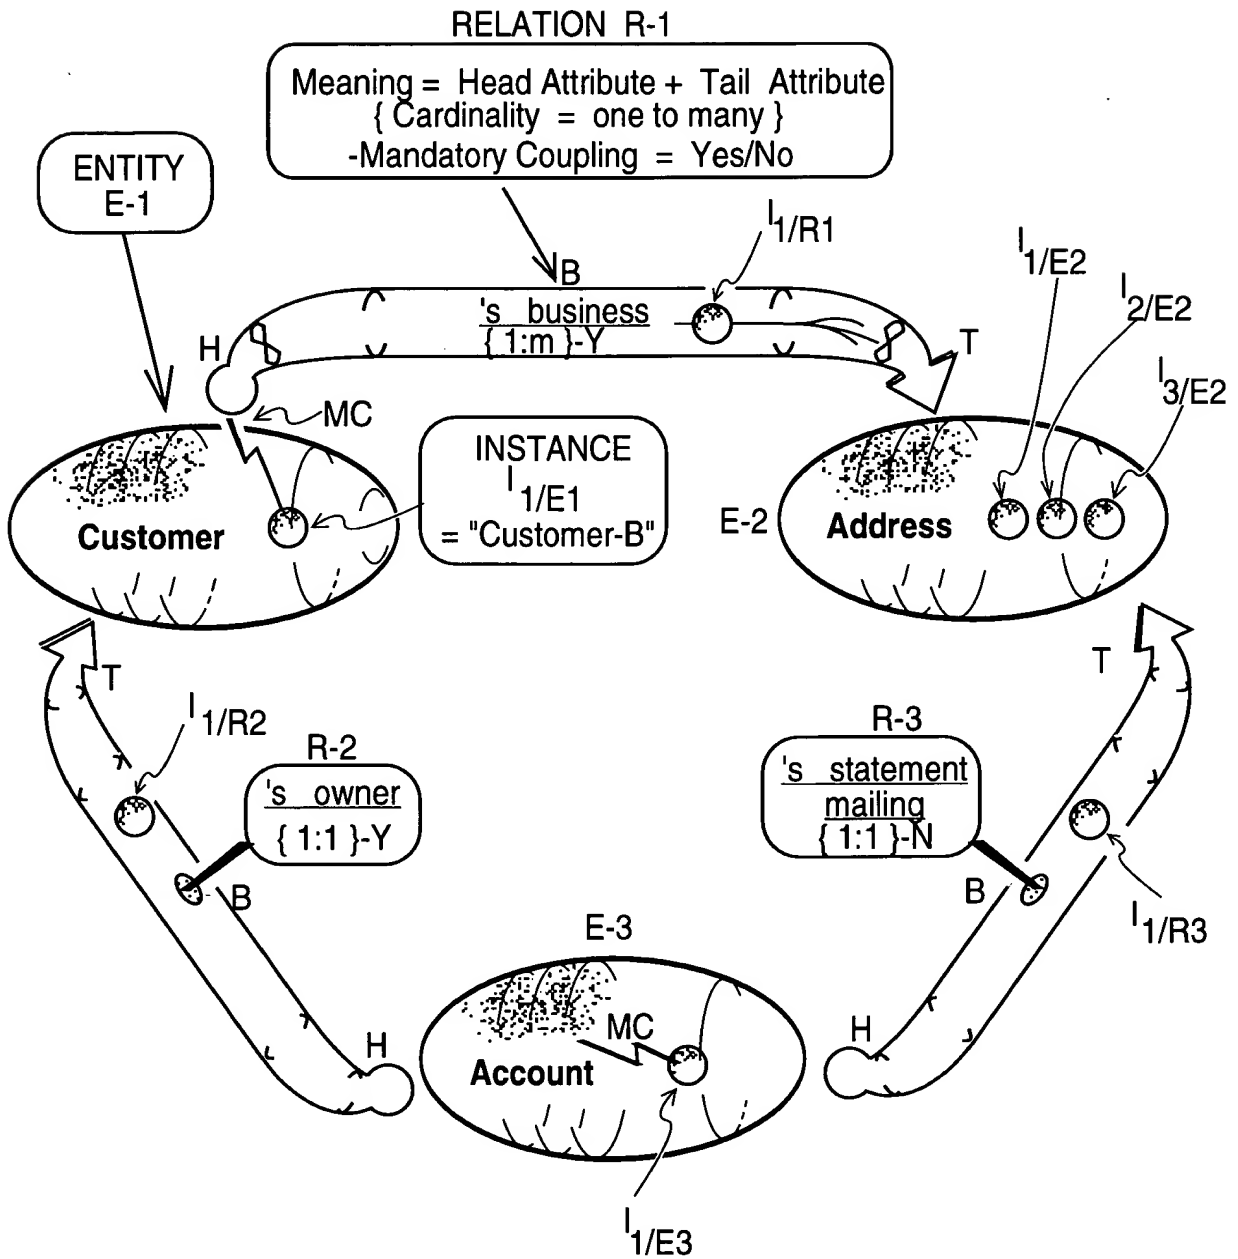 RELATION R-1
Meaning = Head Attribute + Tail Attribute
{ Cardinality = one to many }
-Mandatory Coupling = Yes/No
ENTITY
E-1
I1/R1
I1/E2
I2/E2
I3/E2
B
's business
{ 1:m }-Y
H
T
MC
INSTANCE
I1/E1
= "Customer-B"
Customer
E-2
Address
T
T
I1/R2
R-2
's owner
{ 1:1 }-Y
R-3
's statement
mailing
{ 1:1 }-N
B
B
I1/R3
E-3
H
MC
H
Account
I1/E3